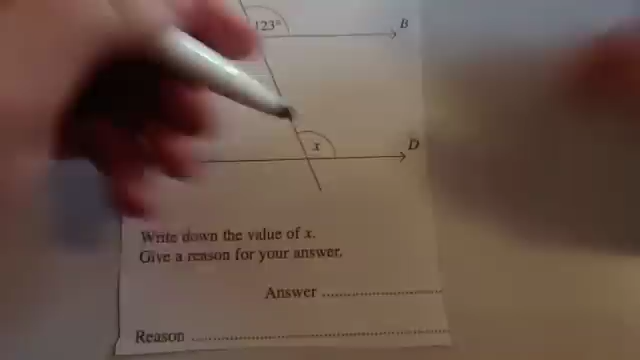 123°
B
x
D
Write down the value of x.
Give a reason for your answer.
Answer ................................
Reason ................................................................